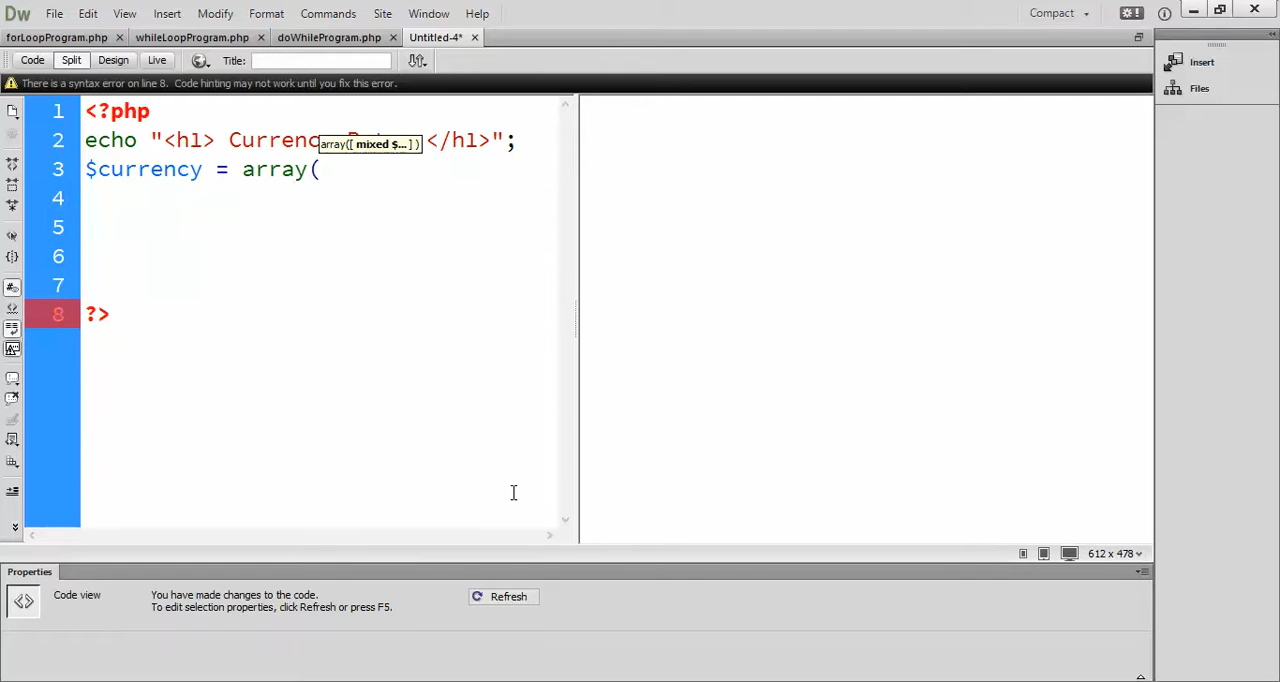 Dw File Edit View Insert Modify Format Commands Site Window Help Compact
forLoopProgram.php × whileLoopProgram.php × doWhileProgram.php × Untitled-4* ×
Code Split Design Live Title:
There is a syntax error on line 8. Code hinting may not work until you fix this error.
1 <?php
2 echo "<h1> Currenc </h1>";
array([ mixed $... ] )
3 $currency = array(
4
5
6
7
8 ?>
Insert
Files
612 x 478
Properties
Code view
You have made changes to the code.
To edit selection properties, click Refresh or press F5.
Refresh